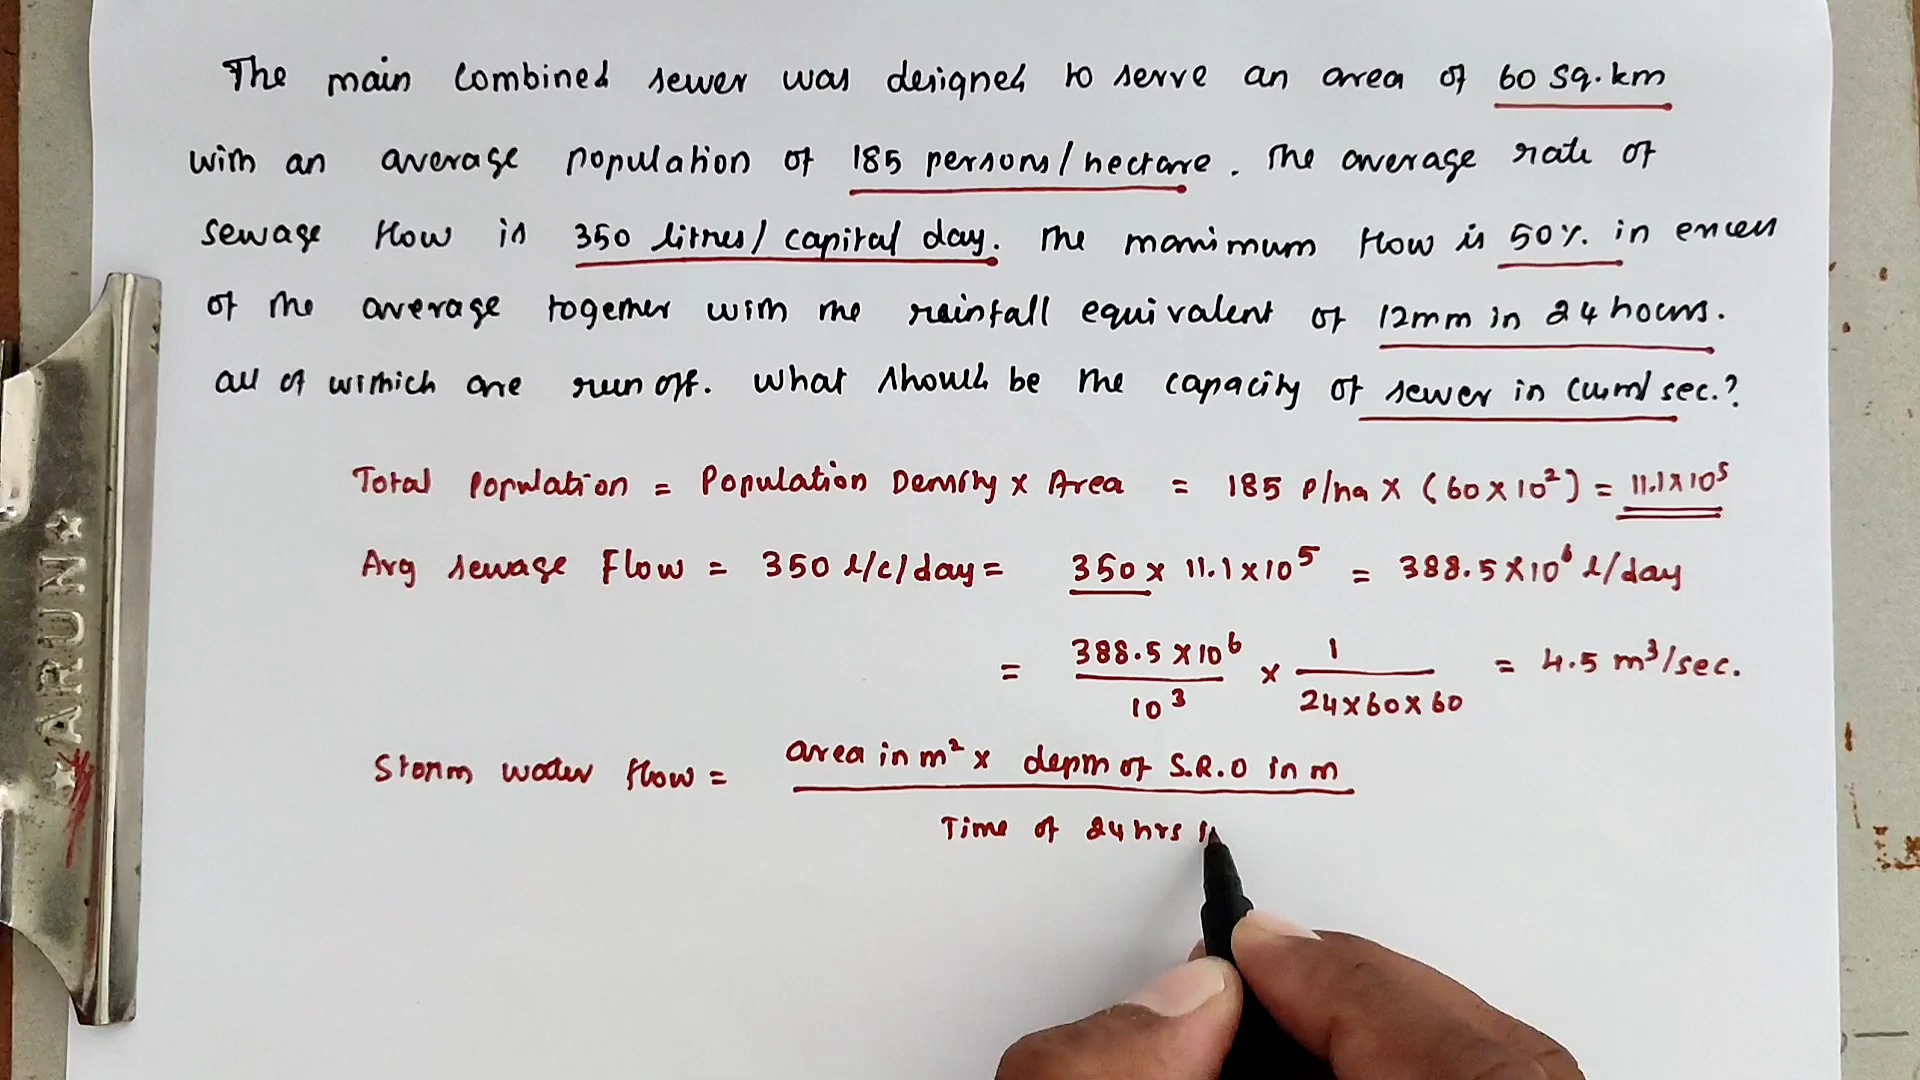 The main combined sewer was designed to serve an area of 60 sq.km
with an average population of 185 persons/hectare. The average rate of
sewage flow is 350 litres/capital day. The maximum flow is 50%. in excess
of the average together with the rainfall equivalent of 12mm in 24 hours.
all of whhich are run off. What should be the capacity of sewer in cum/sec.?
Total Population = Population Density x Area = 185 P/ha x (60 x 10²) = 11.1x10⁵
Avg sewage Flow = 350 l/c/day = 350 x 11.1x10⁵ = 388.5x10⁶ l/day
= 388.5 x10⁶ / 10³ x 1 / 24x60x60 = 4.5 m³/sec.
Storm water flow = area in m² x depth of S.R.O in m
Time of 24 hrs
ARUN